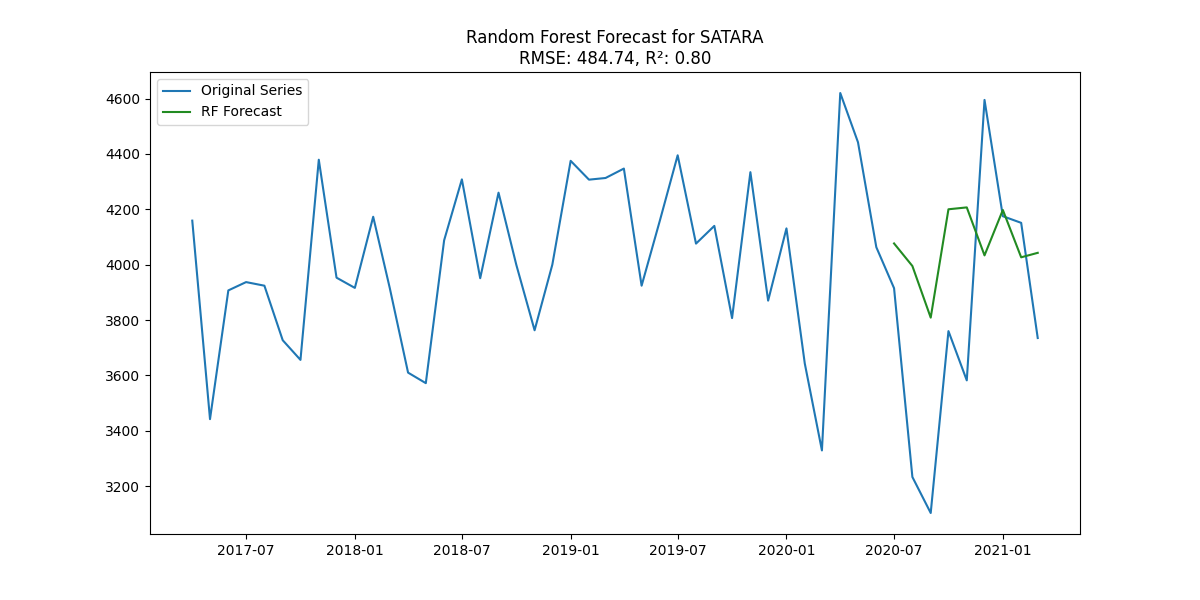 Random Forest Forecast for SATARA
RMSE: 484.74, R²: 0.80
Original Series
RF Forecast
4600
4400
4200
4000
3800
3600
3400
3200
2017-07 2018-01 2018-07 2019-01 2019-07 2020-01 2020-07 2021-01